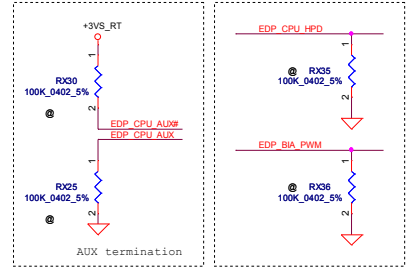 +3VS_RT
1
RX30
100K_0402_5%
2
@
EDP_CPU_AUX#
EDP_CPU_AUX
1
RX25
100K_0402_5%
2
@
AUX termination
EDP_CPU_HPD
1
@ RX35
100K_0402_5%
2
EDP_BIA_PWM
1
@ RX36
100K_0402_5%
2